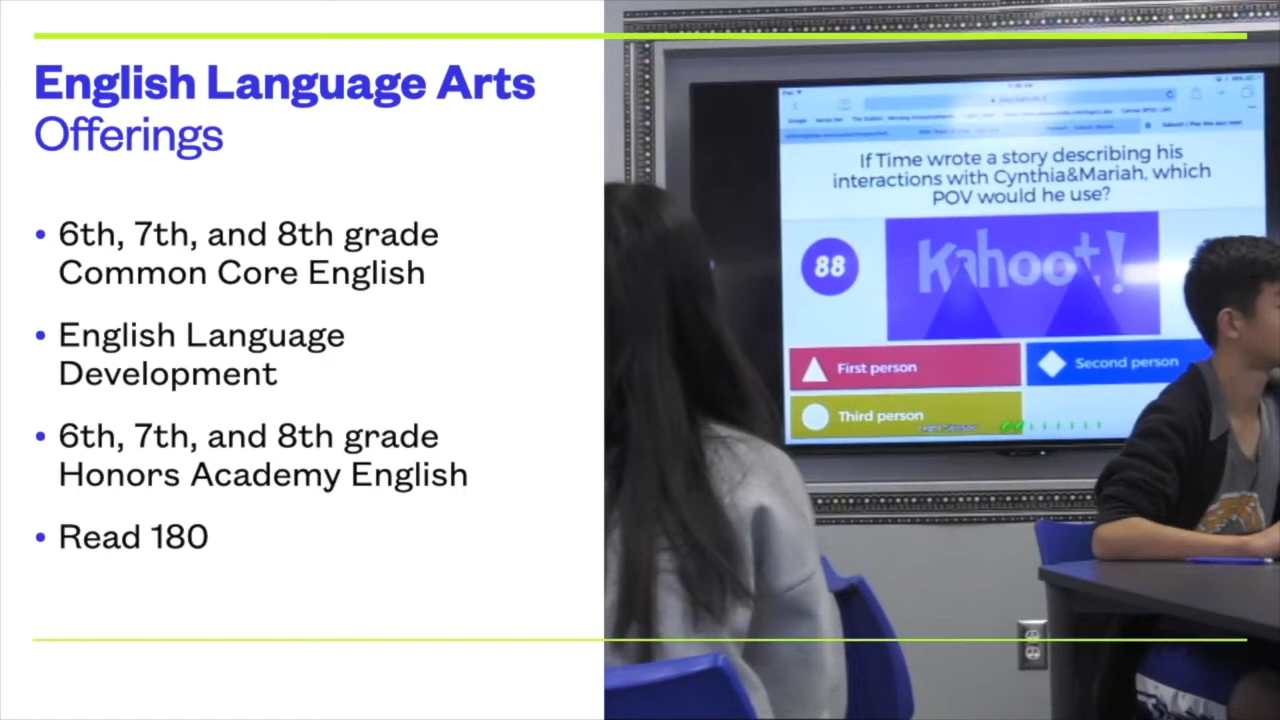 English Language Arts
Offerings
• 6th, 7th, and 8th grade
Common Core English
• English Language
Development
• 6th, 7th, and 8th grade
Honors Academy English
• Read 180
Google
If Time wrote a story describing his
interactions with Cynthia&Mariah, which
POV would he use?
88
Kahoot!
First person
Second person
Third person